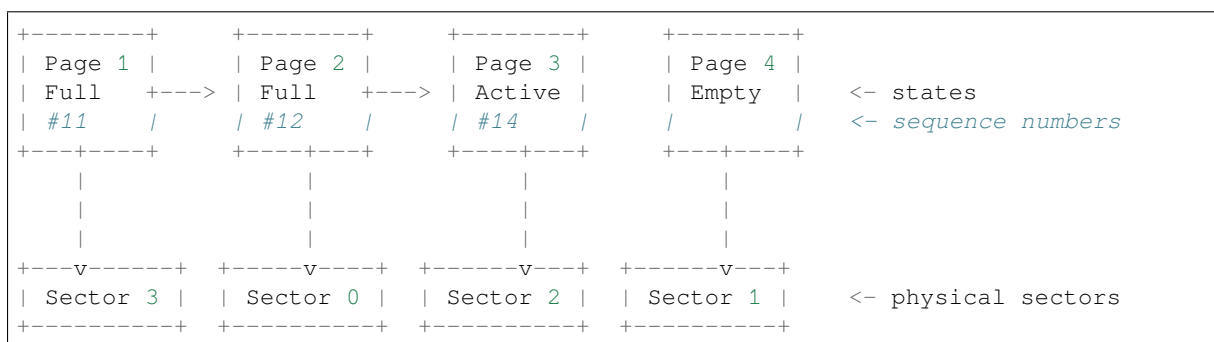 +--------+     +--------+     +--------+     +--------+
| Page 1 |     | Page 2 |     | Page 3 |     | Page 4 |
| Full   +---> | Full   +---> | Active |     | Empty  |   <- states
| #11    |     | #12    |     | #14    |     |        |   <- sequence numbers
+---+----+     +----+---+     +----+---+     +---+----+
    |               |              |             |
    |               |              |             |
    |               |              |             |
+---v------+  +-----v----+  +------v---+  +------v---+
| Sector 3 |  | Sector 0 |  | Sector 2 |  | Sector 1 |    <- physical sectors
+----------+  +----------+  +----------+  +----------+